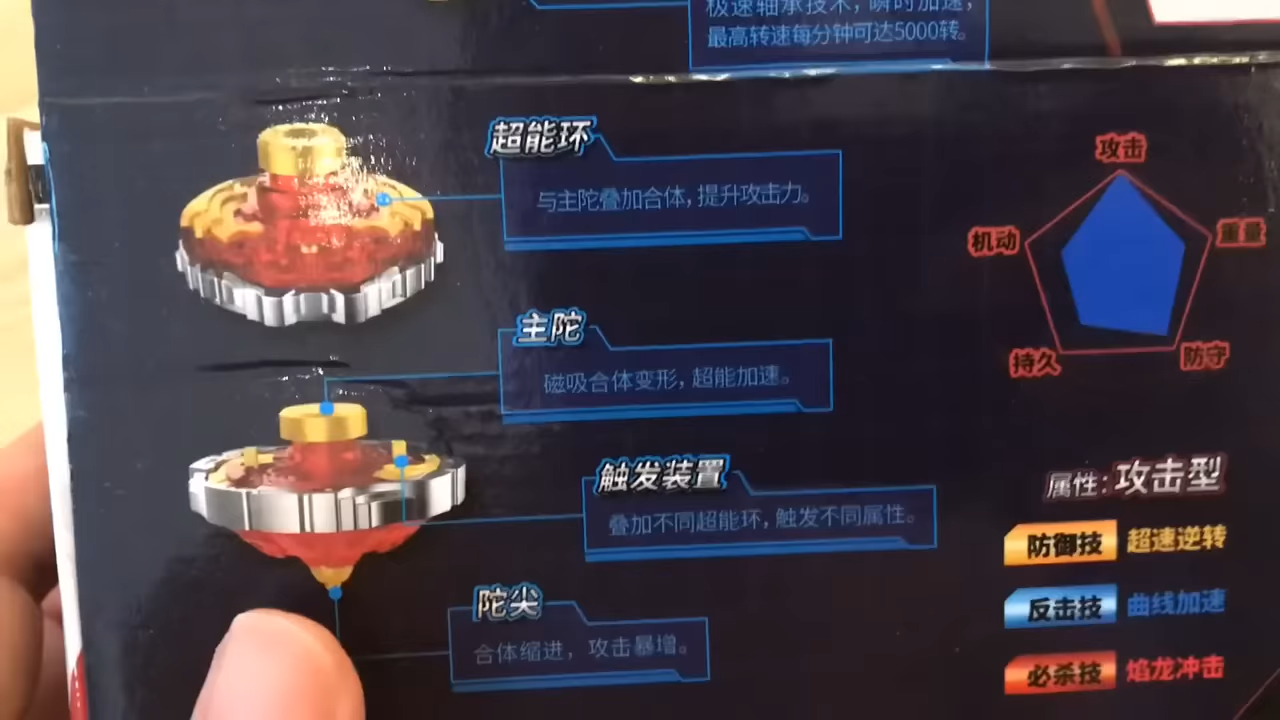 极速轴承技术，瞬时加速，
最高转速每分钟可达5000转。
超能环
与主陀叠加合体，提升攻击力。
主陀
磁吸合体变形，超能加速。
触发装置
叠加不同超能环，触发不同属性。
陀尖
合体缩进，攻击暴增。
攻击
机动
重量
持久
防守
属性：攻击型
防御技 超速逆转
反击技 曲线加速
必杀技 焰龙冲击